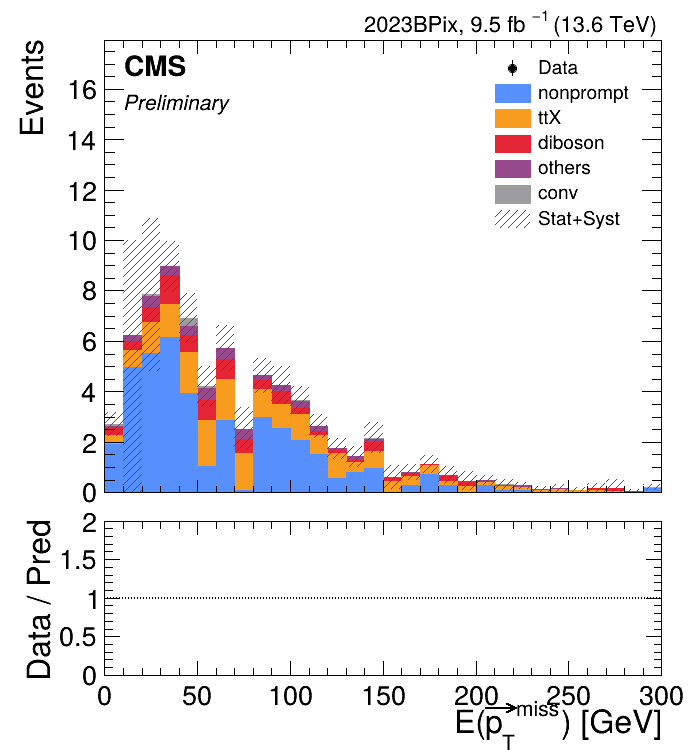 2023BPix, 9.5 fb⁻¹ (13.6 TeV)
CMS
Preliminary
Data
nonprompt
ttX
diboson
others
conv
Stat+Syst
Events
16
14
12
10
8
6
4
2
0
Data / Pred
2
1.5
1
0.5
0
0 50 100 150 200 250 300
E(p⃗_T^miss) [GeV]